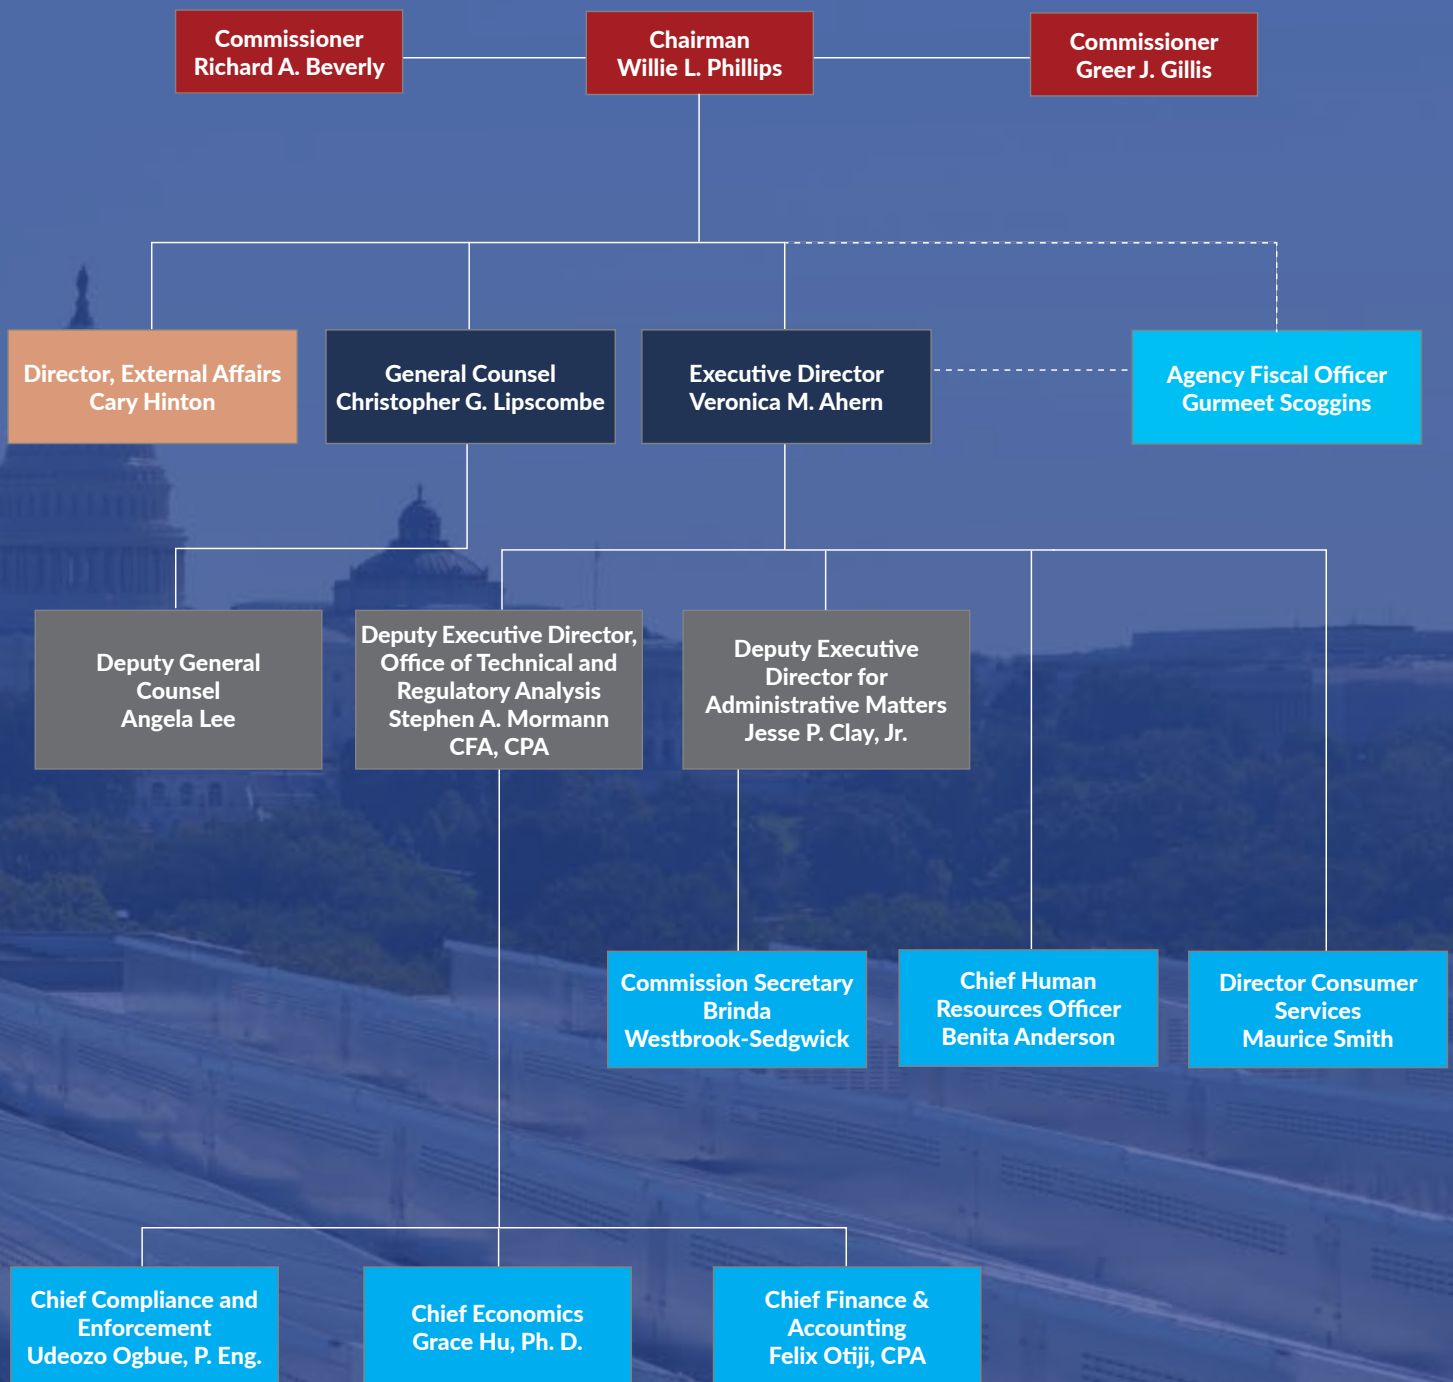 Commissioner
Richard A. Beverly
Chairman
Willie L. Phillips
Commissioner
Greer J. Gillis
Director, External Affairs
Cary Hinton
General Counsel
Christopher G. Lipscombe
Executive Director
Veronica M. Ahern
Agency Fiscal Officer
Gurmeet Scoggins
Deputy General
Counsel
Angela Lee
Deputy Executive Director,
Office of Technical and
Regulatory Analysis
Stephen A. Mormann
CFA, CPA
Deputy Executive
Director for
Administrative Matters
Jesse P. Clay, Jr.
Commission Secretary
Brinda
Westbrook-Sedgwick
Chief Human
Resources Officer
Benita Anderson
Director Consumer
Services
Maurice Smith
Chief Compliance and
Enforcement
Udeozo Ogbue, P. Eng.
Chief Economics
Grace Hu, Ph. D.
Chief Finance &
Accounting
Felix Otiji, CPA